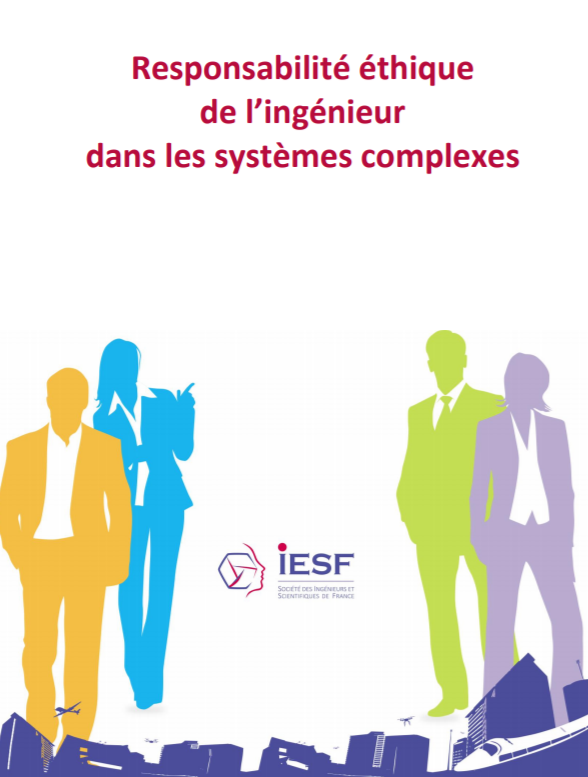 Responsabilité éthique
de l'ingénieur
dans les systèmes complexes
iESF
Société des Ingénieurs et
Scientifiques de France